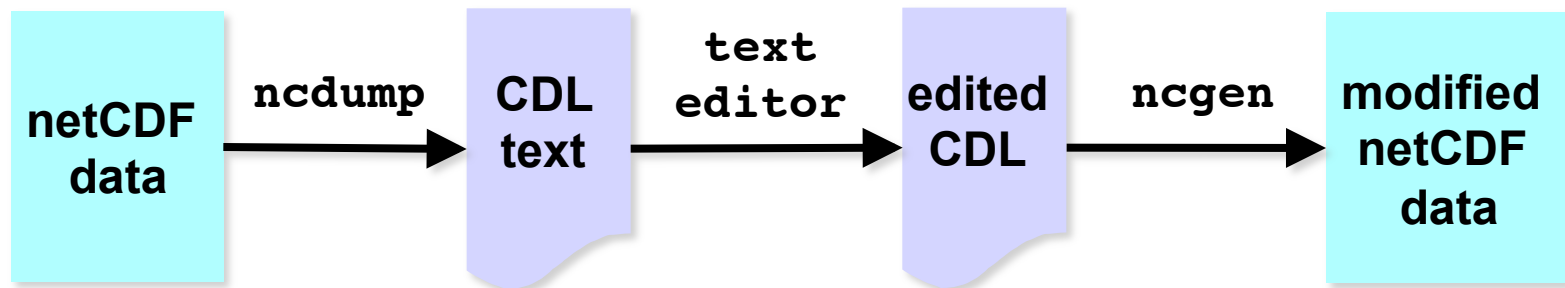 netCDF
data
ncdump
CDL
text
text
editor
edited
CDL
ncgen
modified
netCDF
data